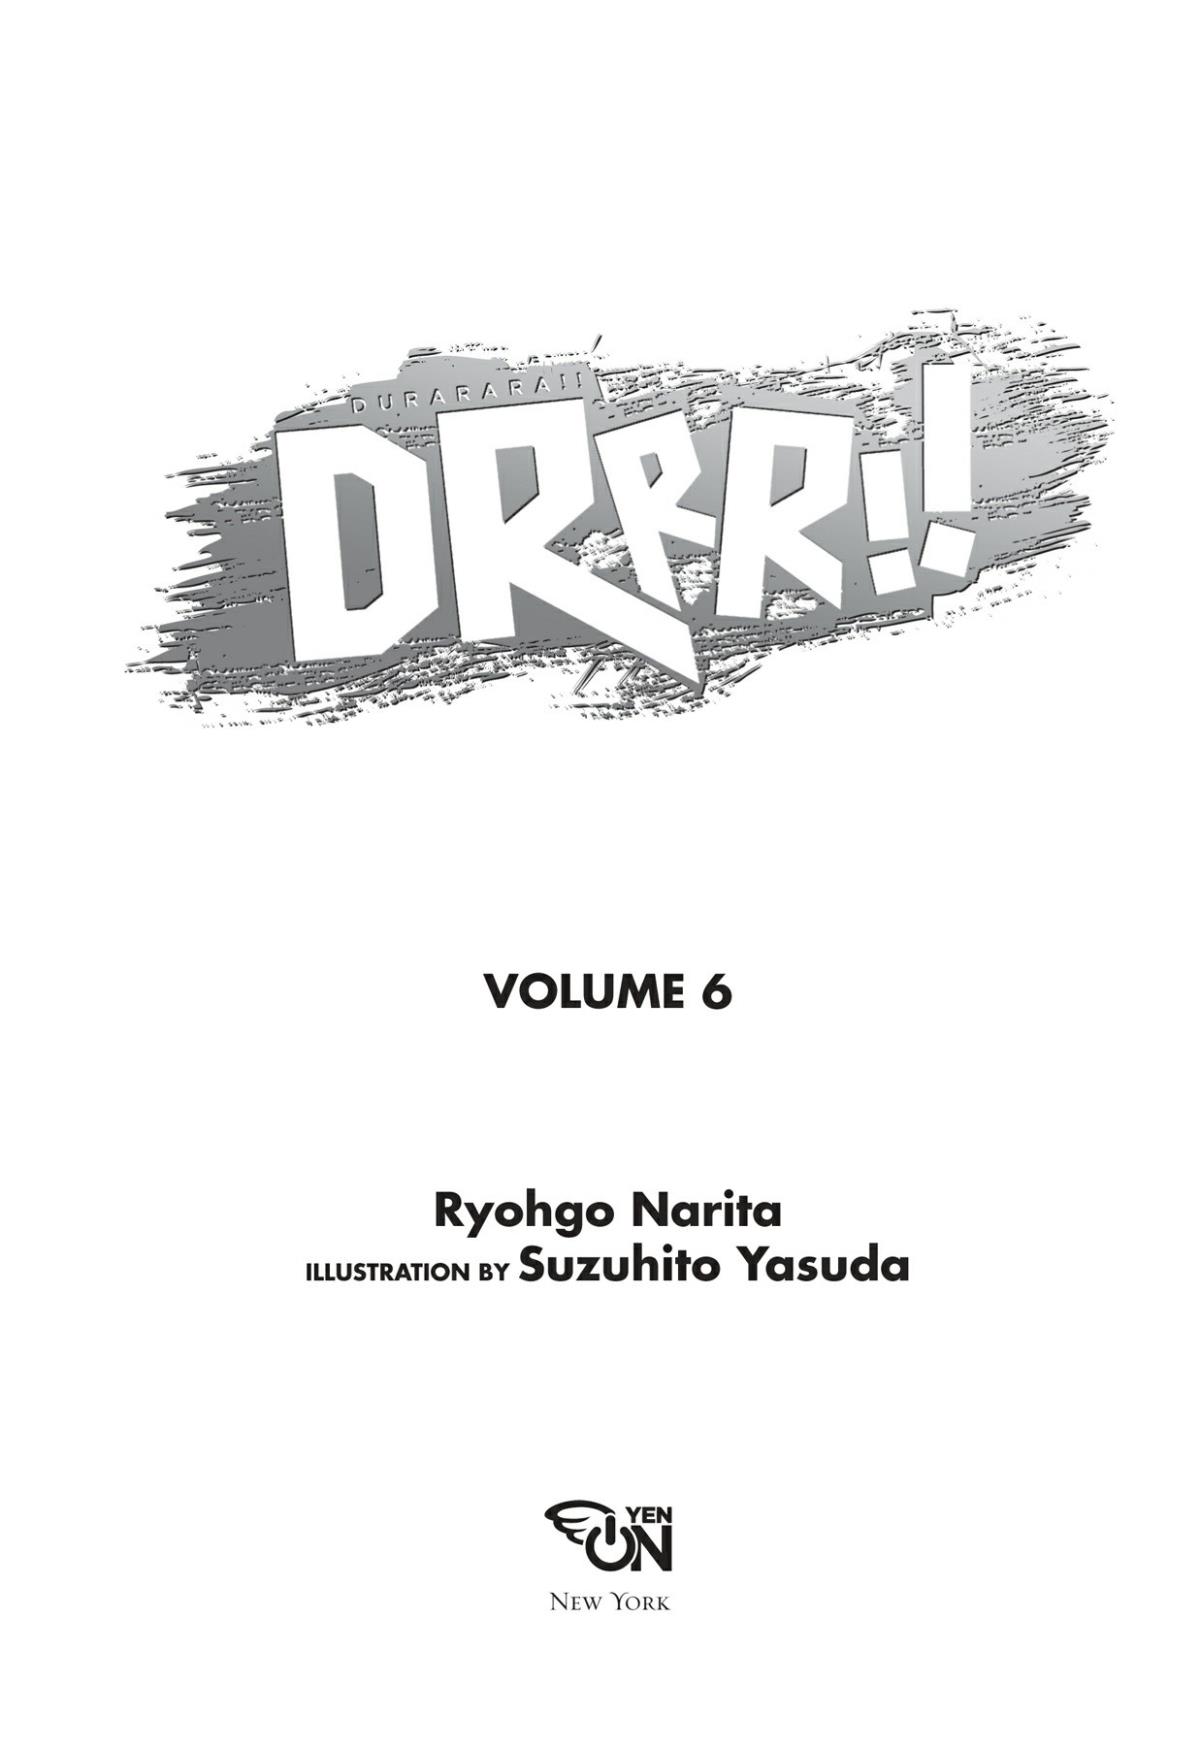 DURARARA!!
DRRR!!
VOLUME 6
Ryohgo Narita
ILLUSTRATION BY Suzuhito Yasuda
YEN
ON
NEW YORK